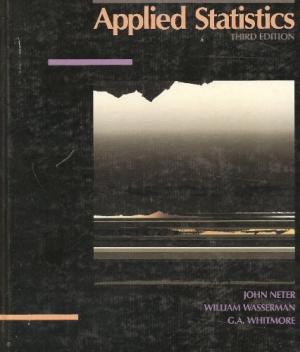 Applied Statistics
THIRD EDITION
JOHN NETER
WILLIAM WASSERMAN
G.A. WHITMORE